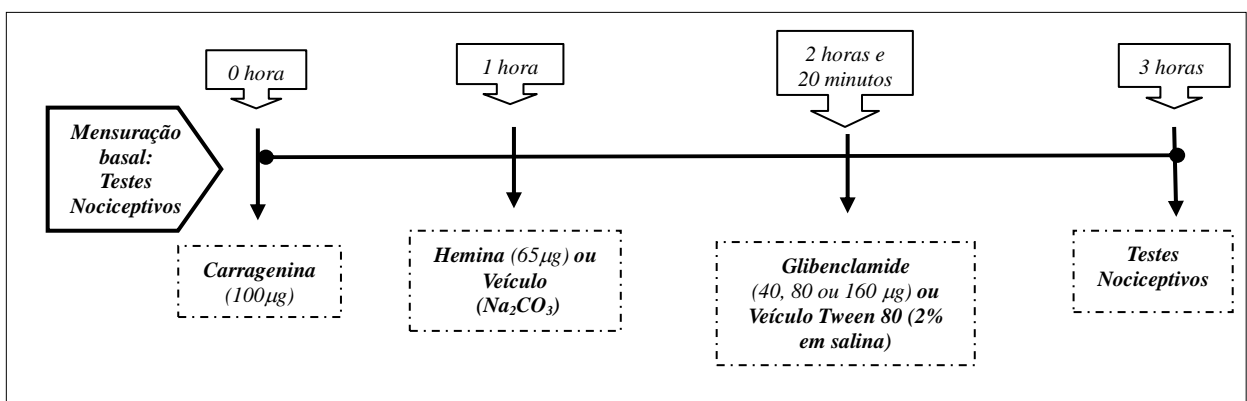 0 hora
1 hora
2 horas e
20 minutos
3 horas
Mensuração
basal:
Testes
Nociceptivos
Carragenina
(100µg)
Hemina (65µg) ou
Veículo
(Na₂CO₃)
Glibenclamide
(40, 80 ou 160 µg) ou
Veículo Tween 80 (2%
em salina)
Testes
Nociceptivos